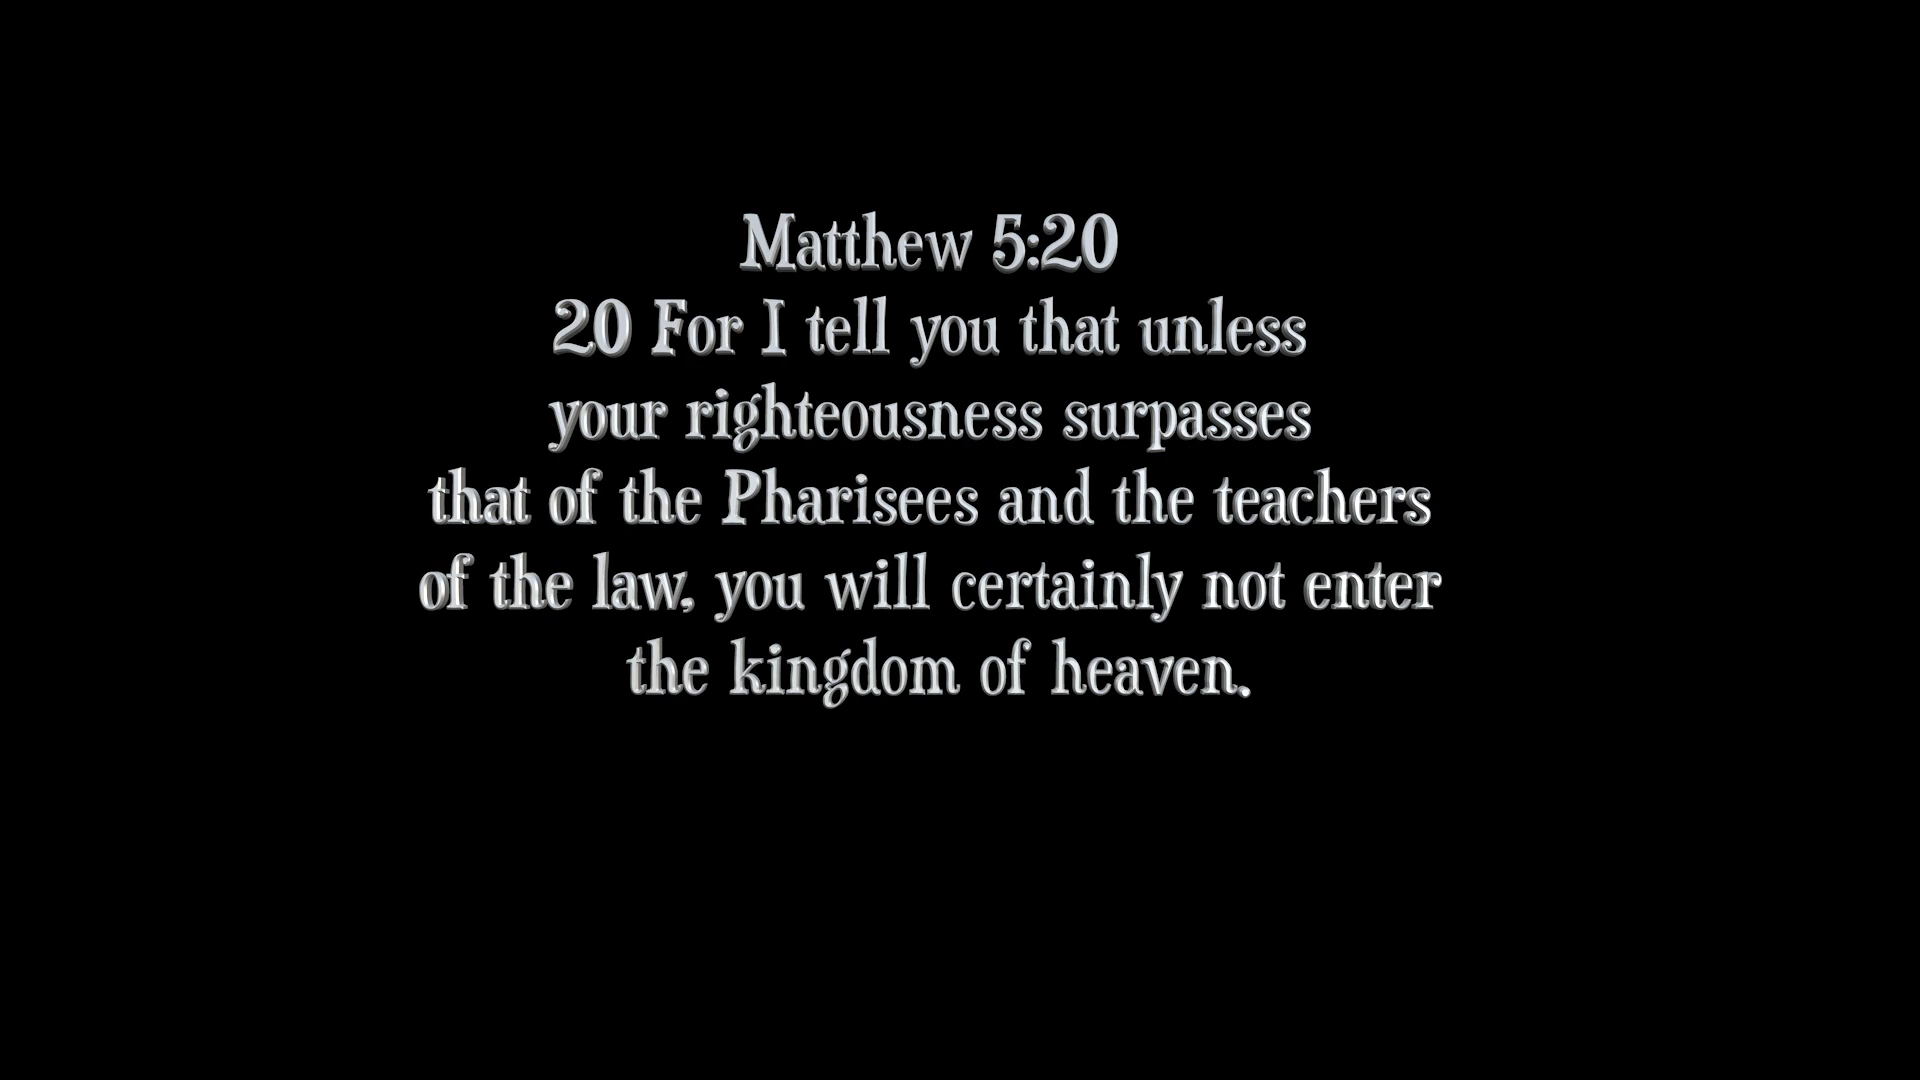 Matthew 5:20
20 For I tell you that unless
your righteousness surpasses
that of the Pharisees and the teachers
of the law, you will certainly not enter
the kingdom of heaven.